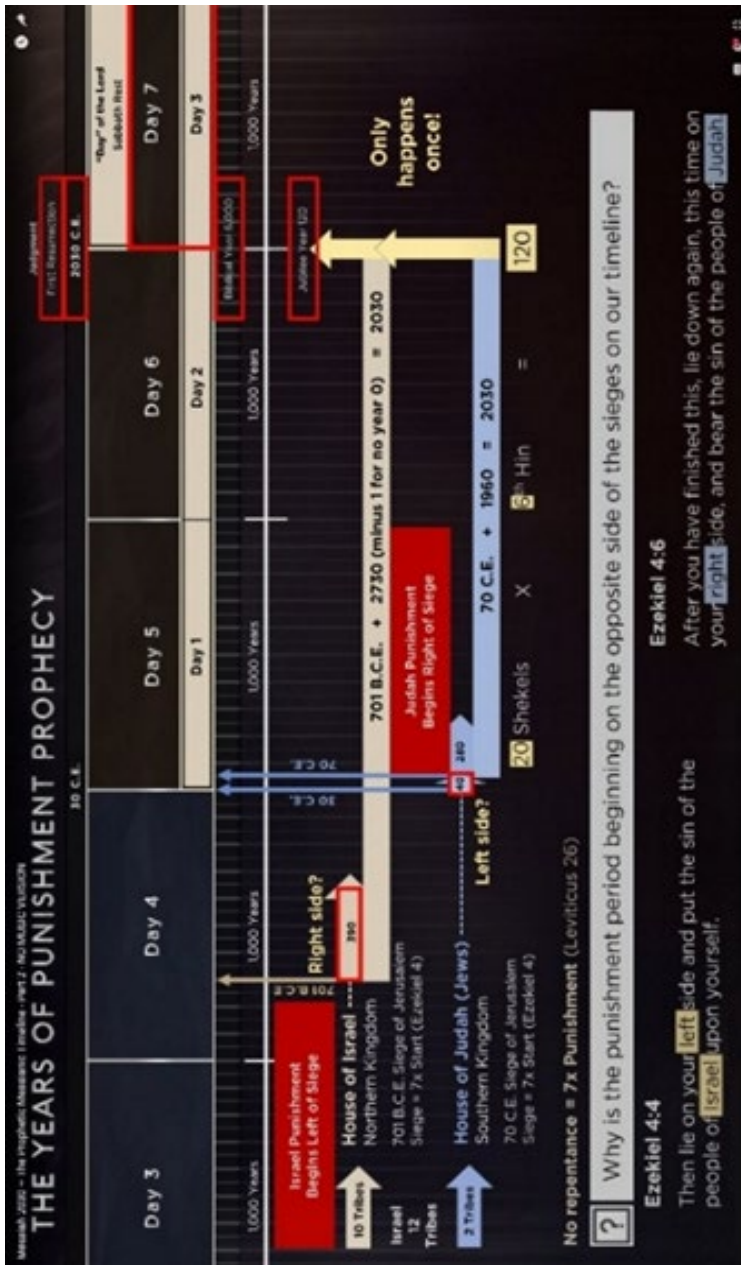 Messiah 2030 – The Prophetic Messianic Timeline - Part 2 - NO MUSIC VERSION
THE YEARS OF PUNISHMENT PROPHECY
Judgment
First Resurrection
30 C.E.
2030 C.E.
"Day" of the Lord
Sabbath Rest
Day 3
Day 4
Day 5
Day 6
Day 7
Day 1
Day 2
Day 3
1,000 Years
1,000 Years
1,000 Years
1,000 Years
1,000 Years
Biblical Year 6,000
Jubilee Year 120
Israel Punishment
Begins Left of Siege
701 B.C.E
30 C.E.
70 C.E.
Right side?
Only
happens
once!
10 Tribes
House of Israel
Northern Kingdom
390
701 B.C.E. + 2730 (minus 1 for no year 0) = 2030
701 B.C.E. Siege of Jerusalem
Siege = 7x Start (Ezekiel 4)
Israel
12
Tribes
Judah Punishment
Begins Right of Siege
2 Tribes
House of Judah (Jews)
Southern Kingdom
40
280
Left side?
70 C.E. + 1960 = 2030
70 C.E. Siege of Jerusalem
Siege = 7x Start (Ezekiel 4)
20 Shekels X 6th Hin = 120
No repentance = 7x Punishment (Leviticus 26)
? Why is the punishment period beginning on the opposite side of the sieges on our timeline?
Ezekiel 4:4
Then lie on your left side and put the sin of the
people of Israel upon yourself.
Ezekiel 4:6
After you have finished this, lie down again, this time on
your right side, and bear the sin of the people of Judah